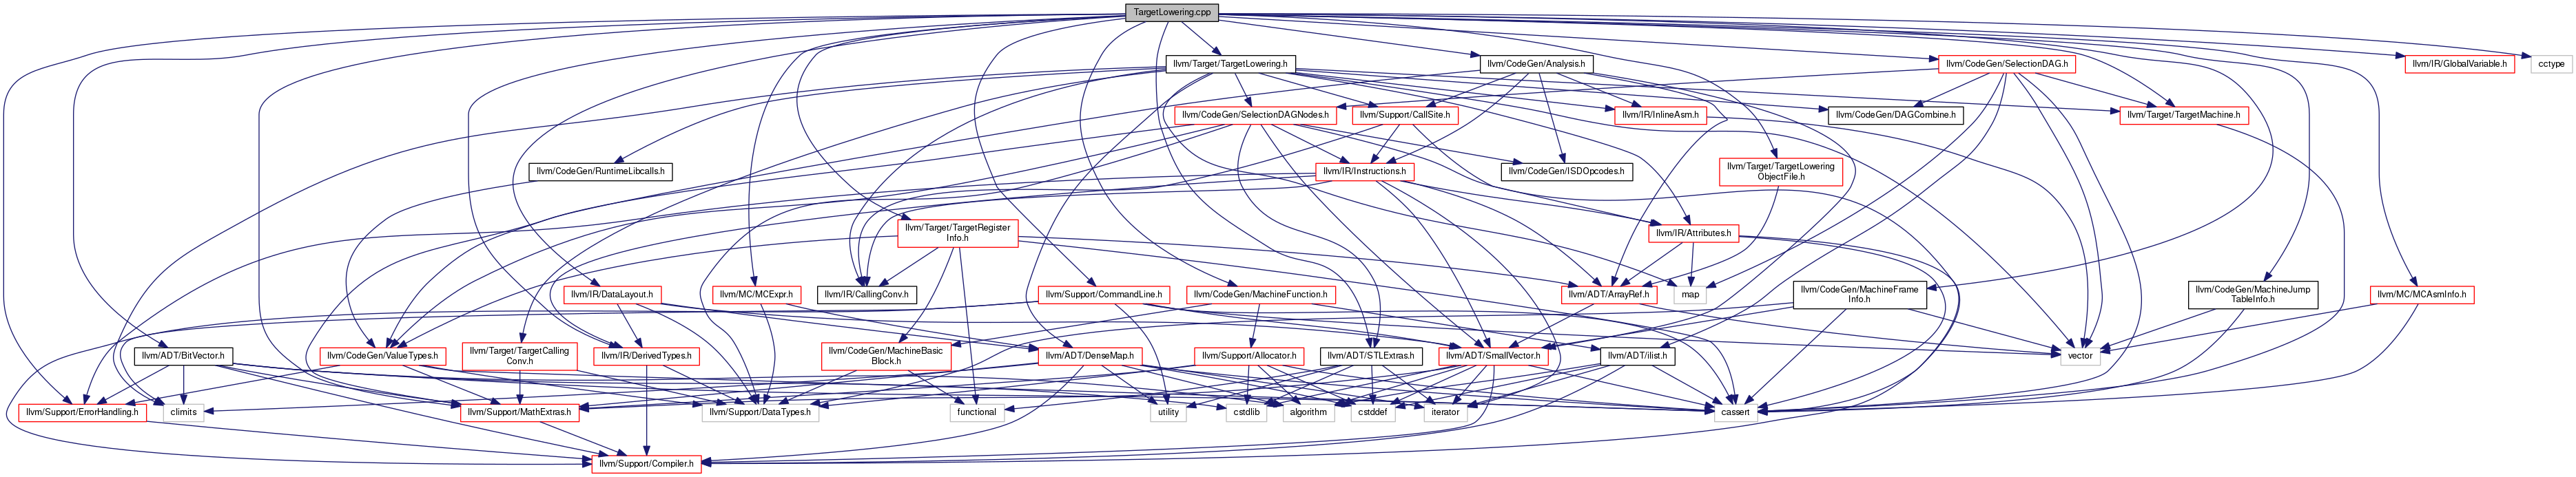 TargetLowering.cpp
llvm/Target/TargetLowering.h
llvm/CodeGen/Analysis.h
llvm/CodeGen/SelectionDAG.h
llvm/IR/GlobalVariable.h
cctype
llvm/CodeGen/SelectionDAGNodes.h
llvm/Support/CallSite.h
llvm/IR/InlineAsm.h
llvm/CodeGen/DAGCombine.h
llvm/Target/TargetMachine.h
llvm/CodeGen/RuntimeLibcalls.h
llvm/IR/Instructions.h
llvm/CodeGen/ISDOpcodes.h
llvm/Target/TargetLowering
ObjectFile.h
llvm/Target/TargetRegister
Info.h
llvm/IR/Attributes.h
llvm/IR/DataLayout.h
llvm/MC/MCExpr.h
llvm/IR/CallingConv.h
llvm/Support/CommandLine.h
llvm/CodeGen/MachineFunction.h
llvm/ADT/ArrayRef.h
map
llvm/CodeGen/MachineFrame
Info.h
llvm/CodeGen/MachineJump
TableInfo.h
llvm/MC/MCAsmInfo.h
llvm/ADT/BitVector.h
llvm/CodeGen/ValueTypes.h
llvm/Target/TargetCalling
Conv.h
llvm/IR/DerivedTypes.h
llvm/CodeGen/MachineBasic
Block.h
llvm/ADT/DenseMap.h
llvm/Support/Allocator.h
llvm/ADT/STLExtras.h
llvm/ADT/SmallVector.h
llvm/ADT/ilist.h
vector
llvm/Support/ErrorHandling.h
climits
llvm/Support/MathExtras.h
llvm/Support/DataTypes.h
functional
utility
cstdlib
algorithm
cstddef
iterator
cassert
llvm/Support/Compiler.h